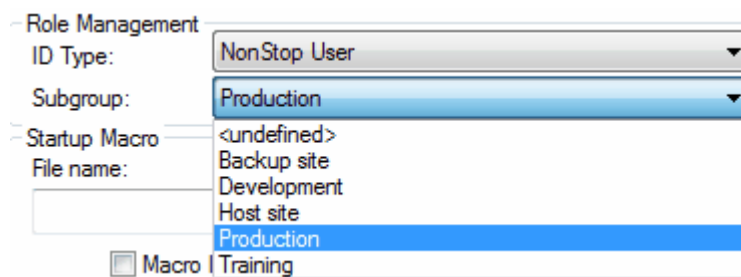 Role Management
ID Type: NonStop User
Subgroup: Production
<undefined>
Startup Macro
Backup site
File name:
Development
Host site
Production
Macro
Training